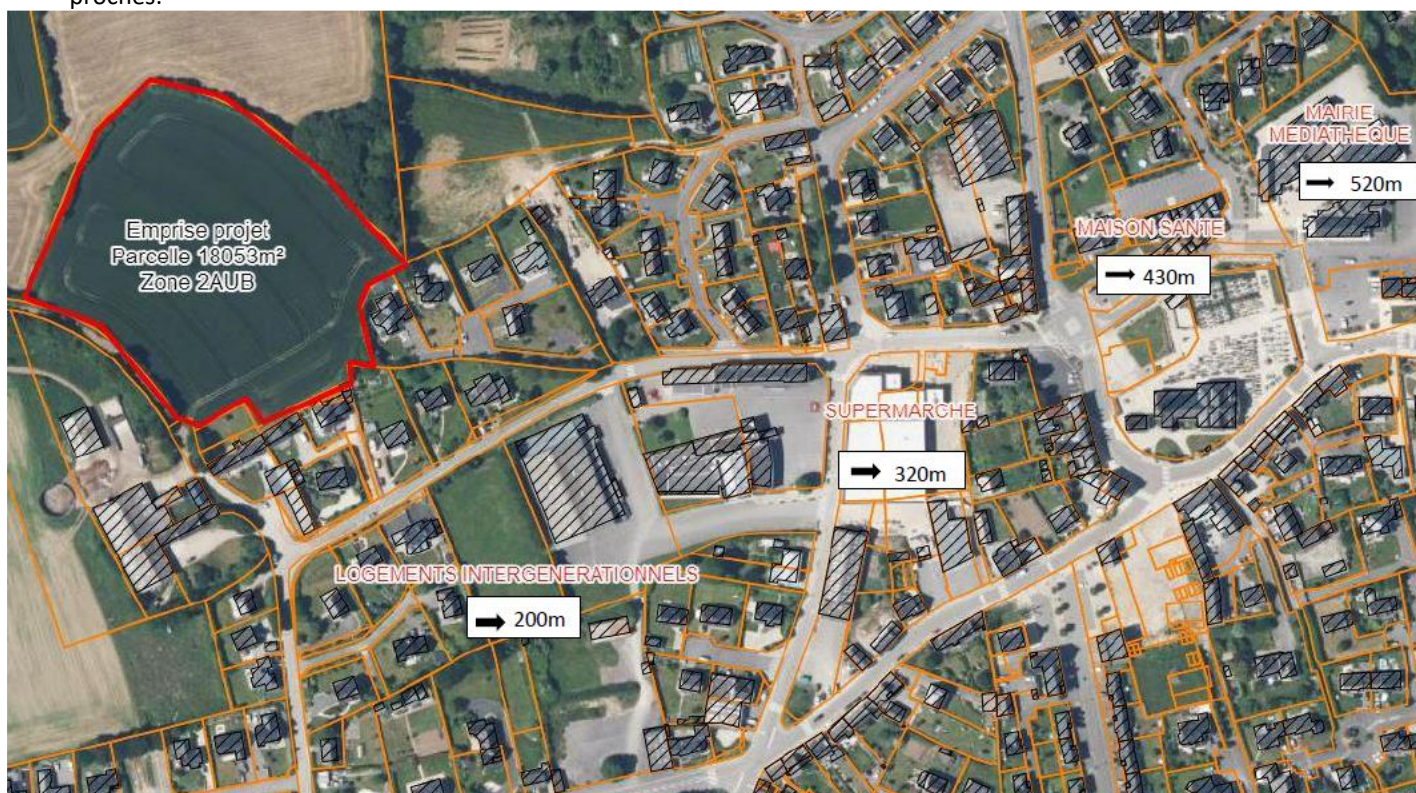 proches.
MAIRIE
MEDIATHEQUE
→ 520m
Emprise projet
Parcelle 18053m²
Zone 2AUB
MAISON SANTE
→ 430m
SUPERMARCHE
→ 320m
LOGEMENTS INTERGENERATIONNELS
→ 200m